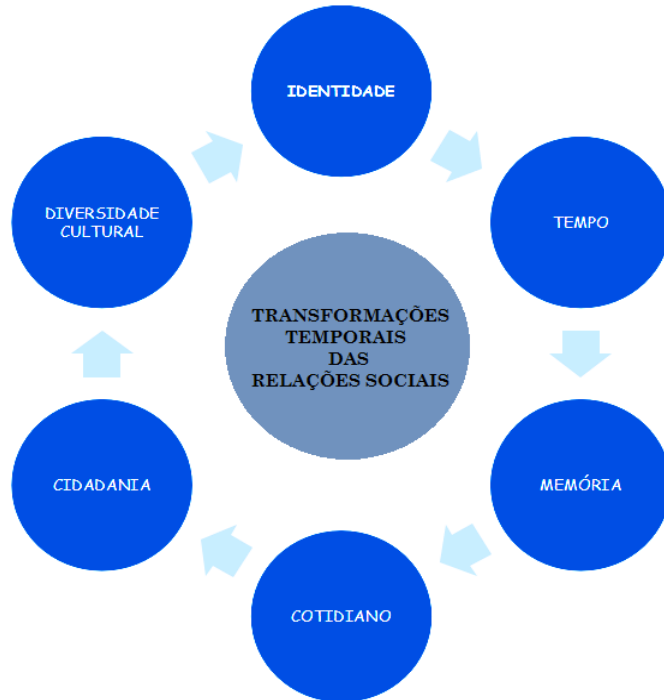 IDENTIDADE
TEMPO
MEMÓRIA
COTIDIANO
CIDADANIA
DIVERSIDADE
CULTURAL
TRANSFORMAÇÕES
TEMPORAIS
DAS
RELAÇÕES SOCIAIS